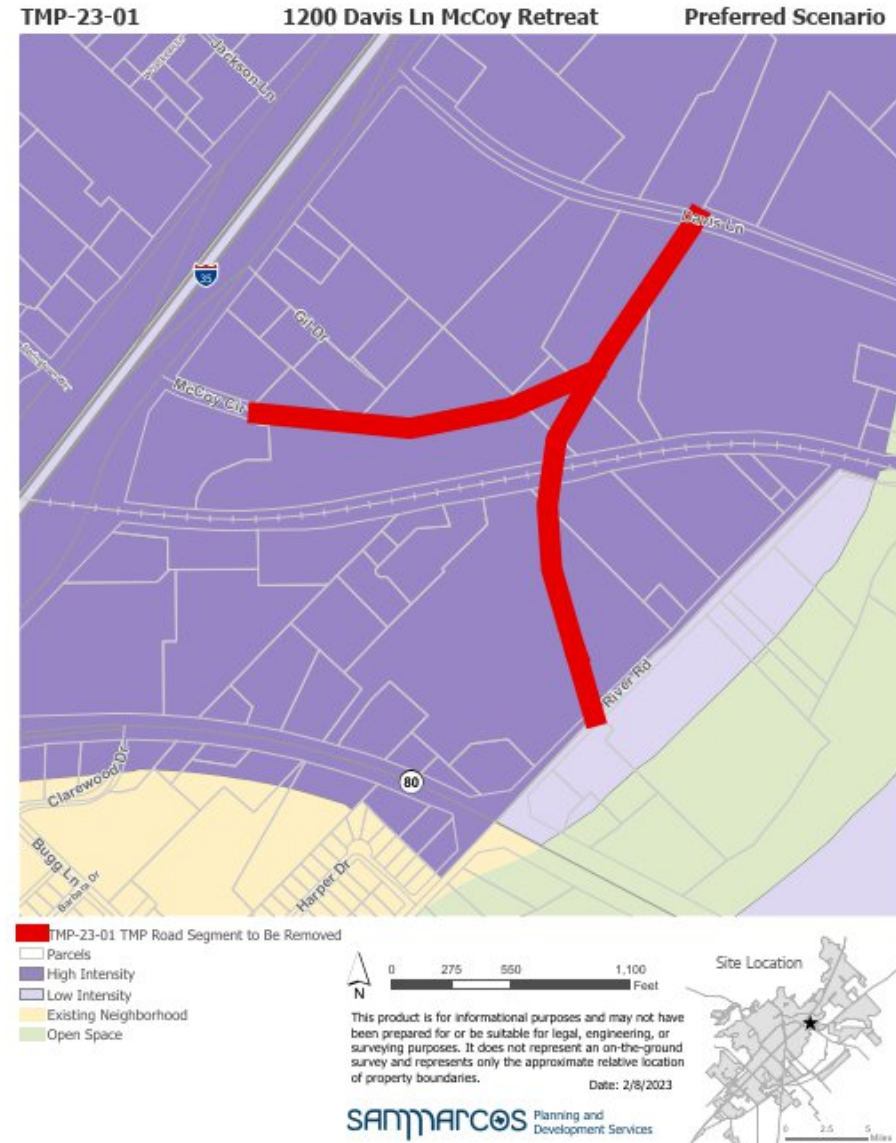 TMP-23-01 1200 Davis Ln McCoy Retreat Preferred Scenario
Jackson Ln
Davis Ln
35
Gil Dr
McCoy Cir
River Rd
80
Clarewood Dr
Bugg Ln
Barbara Dr
Harper Dr
TMP-23-01 TMP Road Segment to Be Removed
Parcels
High Intensity
Low Intensity
Existing Neighborhood
Open Space
N
0 275 550 1,100
Feet
This product is for informational purposes and may not have
been prepared for or be suitable for legal, engineering, or
surveying purposes. It does not represent an on-the-ground
survey and represents only the approximate relative location
of property boundaries.
Date: 2/8/2023
SAN MARCOS Planning and
Development Services
Site Location
0 2.5 5
Miles